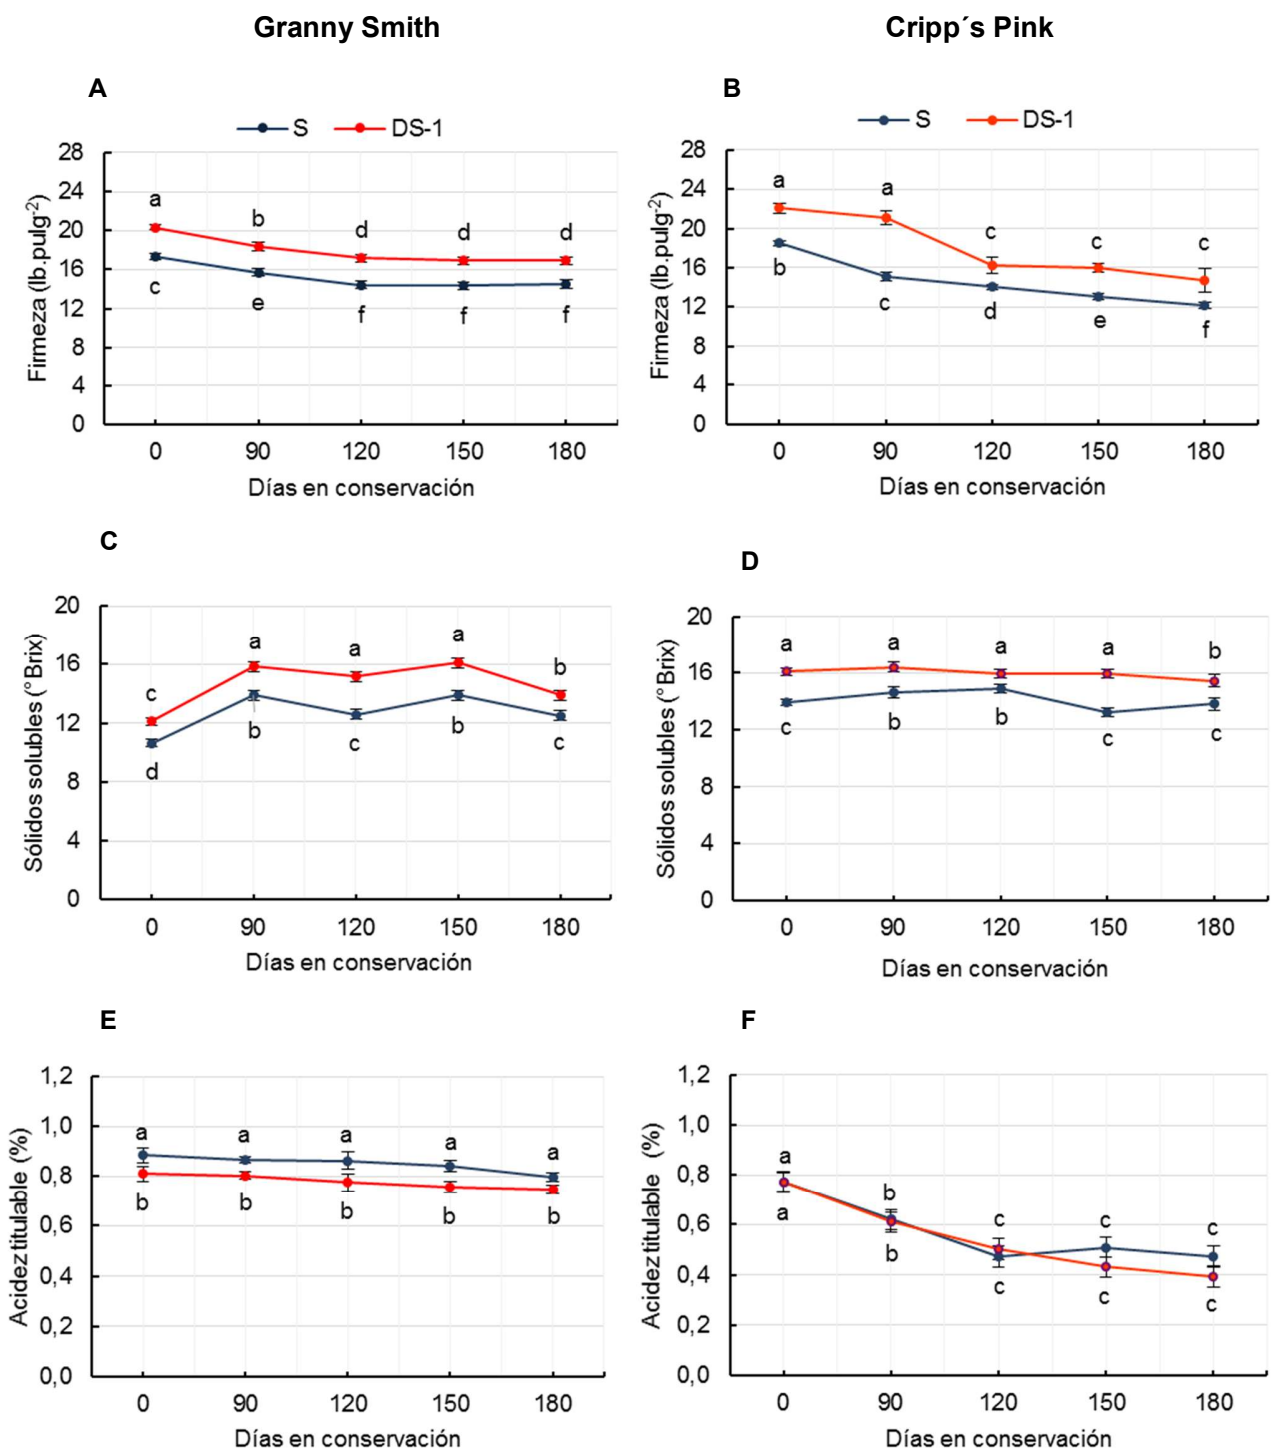 Granny Smith
Cripp´s Pink
A
S DS-1
28
24
20
16
12
8
4
0
Firmeza (lb.pulg-2)
a b d d d
c e f f f
0 90 120 150 180
Días en conservación
B
S DS-1
28
24
20
16
12
8
4
0
Firmeza (lb.pulg-2)
a a c c c
b c d e f
0 90 120 150 180
Días en conservación
C
20
16
12
8
4
0
Sólidos solubles (°Brix)
c a a a b
d b c b c
0 90 120 150 180
Días en conservación
D
20
16
12
8
4
0
Sólidos solubles (°Brix)
a a a a b
c b b c c
0 90 120 150 180
Días en conservación
E
1,2
1,0
0,8
0,6
0,4
0,2
0,0
Acidez titulable (%)
a a a a a
b b b b b
0 90 120 150 180
Días en conservación
F
1,2
1,0
0,8
0,6
0,4
0,2
0,0
Acidez titulable (%)
a b c c c
a b c c c
0 90 120 150 180
Días en conservación